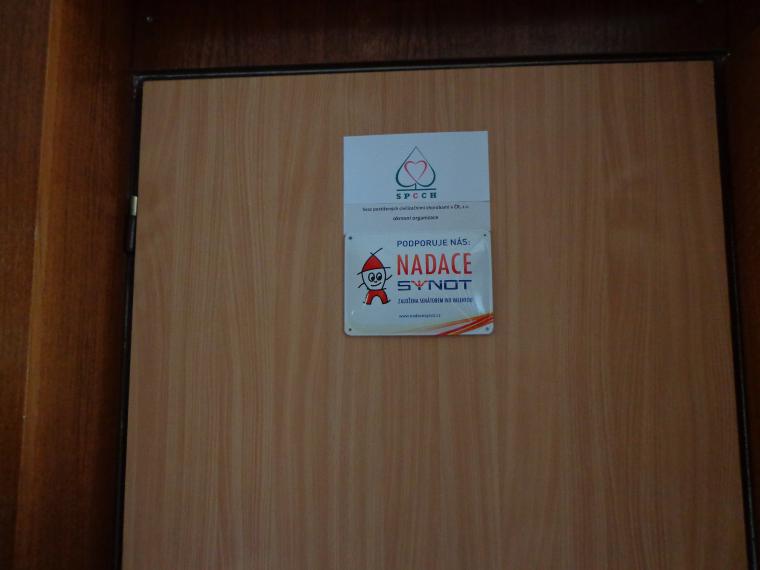 SPCCH
Svaz postižených civilizačními chorobami v ČR, z.s.
okresní organizace
PODPORUJE NÁS:
NADACE
SYNOT
ZALOŽENA SENÁTOREM IVO VALENTOU
www.nadacesynot.cz